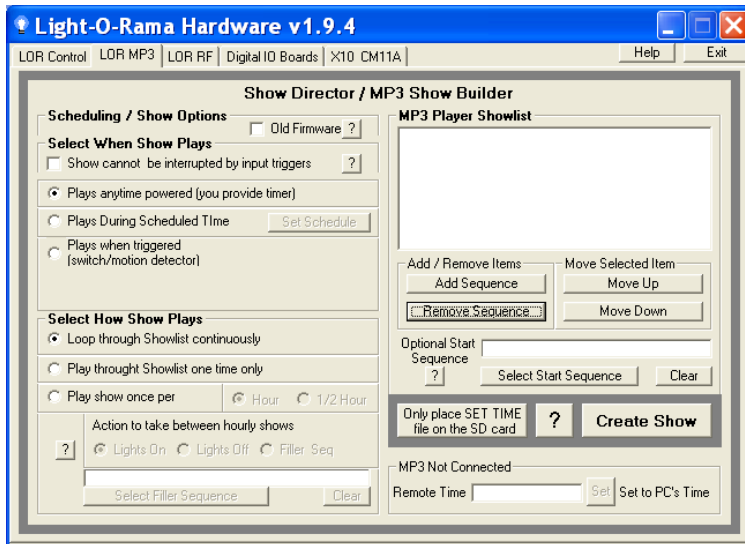 Light-O-Rama Hardware v1.9.4
LOR Control LOR MP3 LOR RF Digital IO Boards X10 CM11A Help Exit
Show Director / MP3 Show Builder
Scheduling / Show Options
Old Firmware ?
Select When Show Plays
Show cannot be interrupted by input triggers ?
Plays anytime powered (you provide timer)
Plays During Scheduled TIme Set Schedule
Plays when triggered
(switch/motion detector)
Select How Show Plays
Loop through Showlist continuously
Play throught Showlist one time only
Play show once per Hour 1/2 Hour
Action to take between hourly shows
? Lights On Lights Off Filler Seq
Select Filler Sequence Clear
MP3 Player Showlist
Add / Remove Items Move Selected Item
Add Sequence Move Up
Remove Sequence Move Down
Optional Start
Sequence
? Select Start Sequence Clear
Only place SET TIME
file on the SD card
? Create Show
MP3 Not Connected
Remote Time Set Set to PC's Time